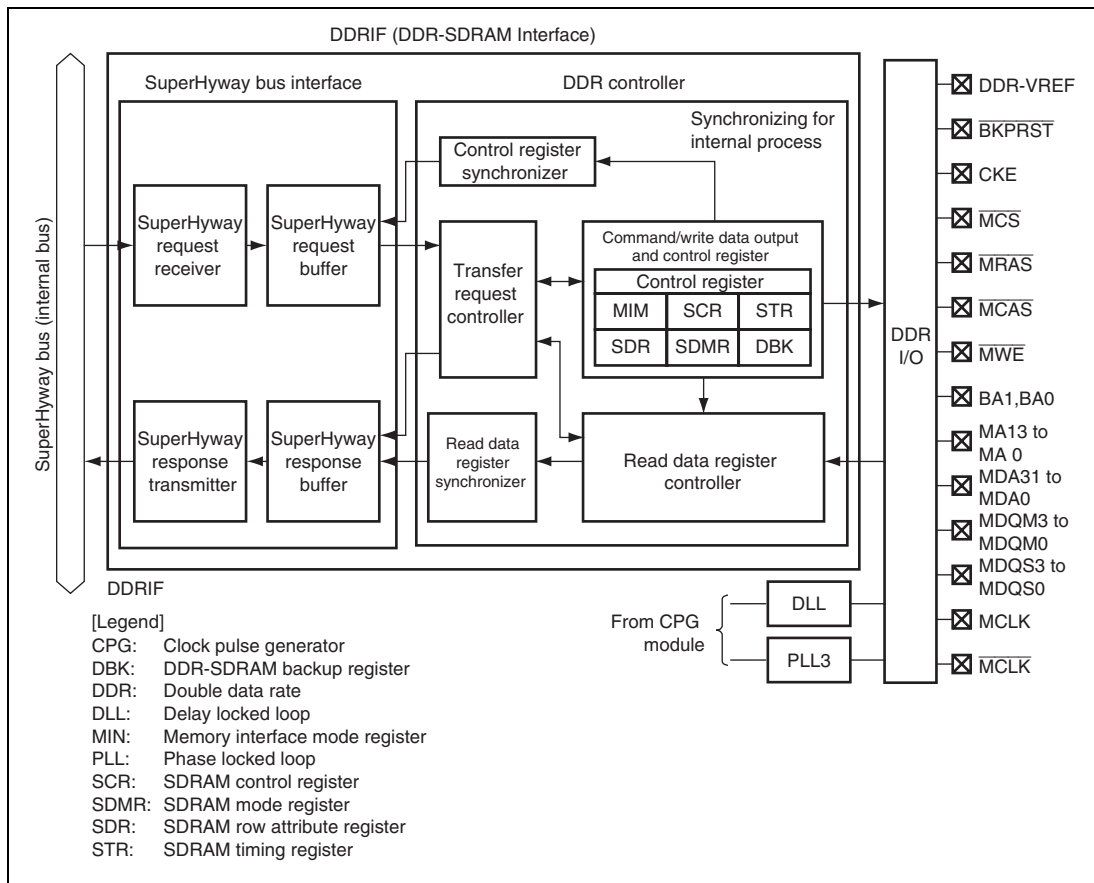 DDRIF (DDR-SDRAM Interface)
SuperHyway bus interface
DDR controller
Synchronizing for
internal process
SuperHyway bus (internal bus)
SuperHyway
request
receiver
SuperHyway
request
buffer
Control register
synchronizer
Transfer
request
controller
Command/write data output
and control register
Control register
MIM
SCR
STR
SDR
SDMR
DBK
SuperHyway
response
transmitter
SuperHyway
response
buffer
Read data
register
synchronizer
Read data register
controller
DDR
I/O
DDR-VREF
B̅K̅P̅R̅S̅T̅
CKE
M̅C̅S̅
M̅R̅A̅S̅
M̅C̅A̅S̅
M̅W̅E̅
BA1,BA0
MA13 to
MA 0
MDA31 to
MDA0
MDQM3 to
MDQM0
MDQS3 to
MDQS0
MCLK
M̅C̅L̅K̅
DDRIF
From CPG
module
DLL
PLL3
[Legend]
CPG: Clock pulse generator
DBK: DDR-SDRAM backup register
DDR: Double data rate
DLL: Delay locked loop
MIN: Memory interface mode register
PLL: Phase locked loop
SCR: SDRAM control register
SDMR: SDRAM mode register
SDR: SDRAM row attribute register
STR: SDRAM timing register